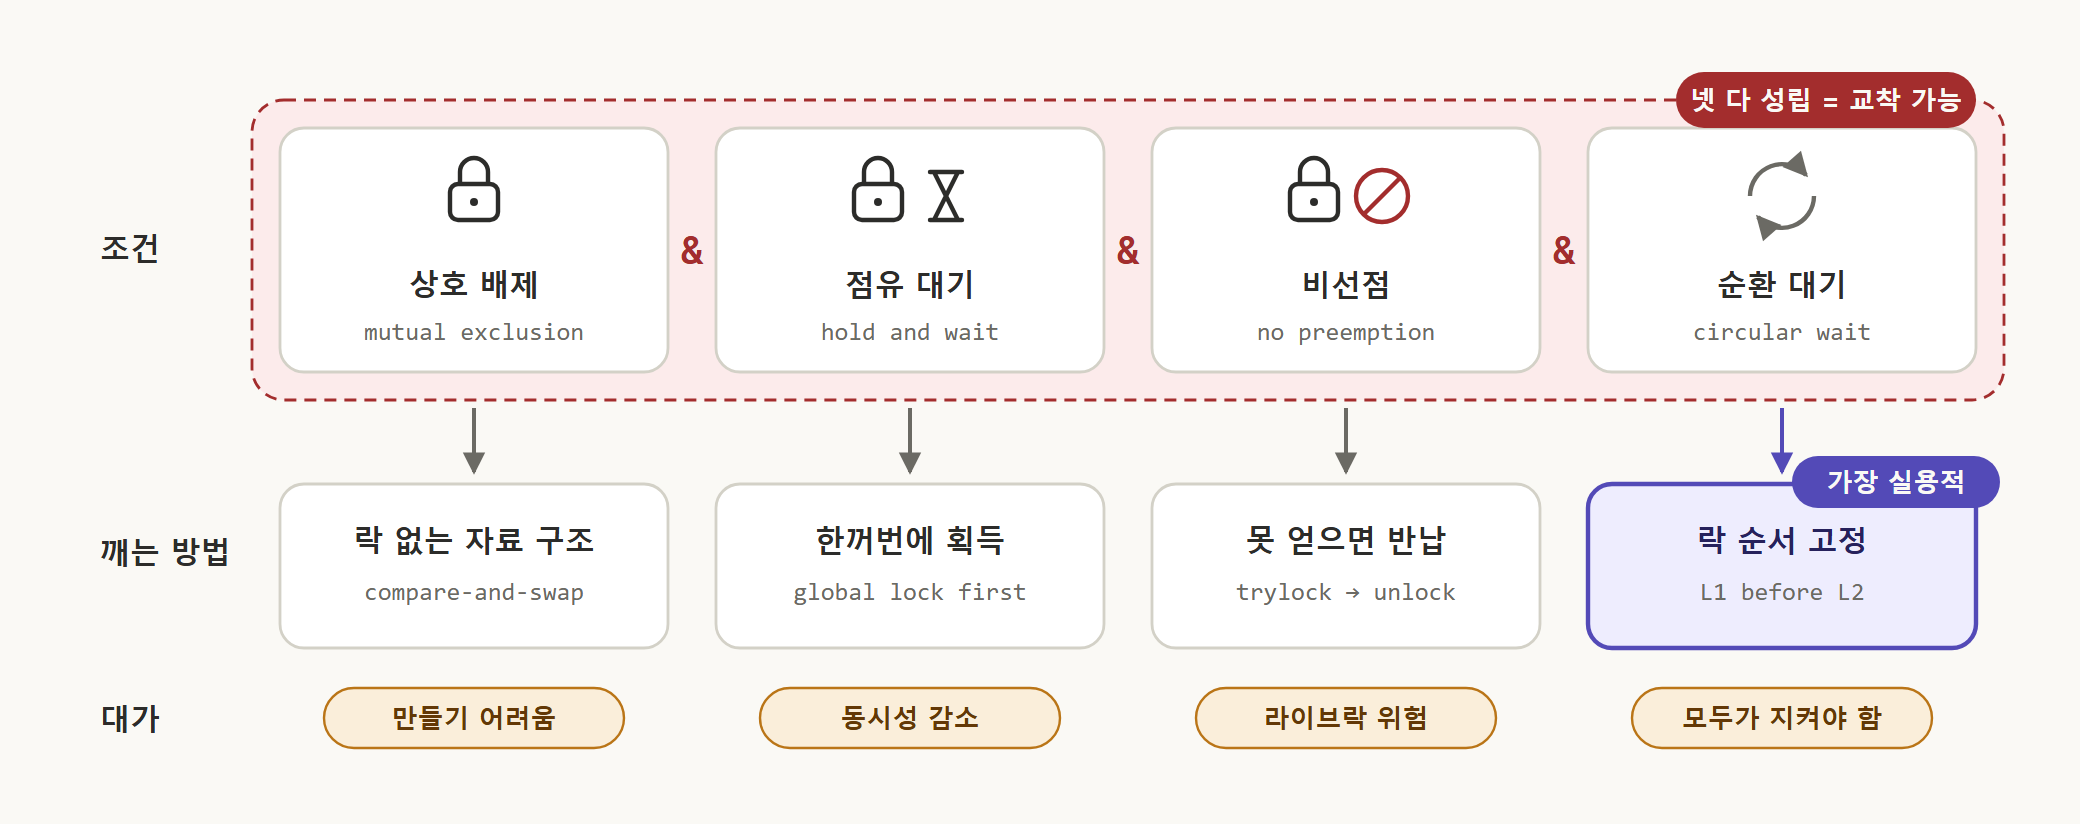 넷 다 성립 = 교착 가능
조건
상호 배제
mutual exclusion
&
점유 대기
hold and wait
&
비선점
no preemption
&
순환 대기
circular wait
가장 실용적
깨는 방법
락 없는 자료 구조
compare-and-swap
한꺼번에 획득
global lock first
못 얻으면 반납
trylock → unlock
락 순서 고정
L1 before L2
대가
만들기 어려움
동시성 감소
라이브락 위험
모두가 지켜야 함